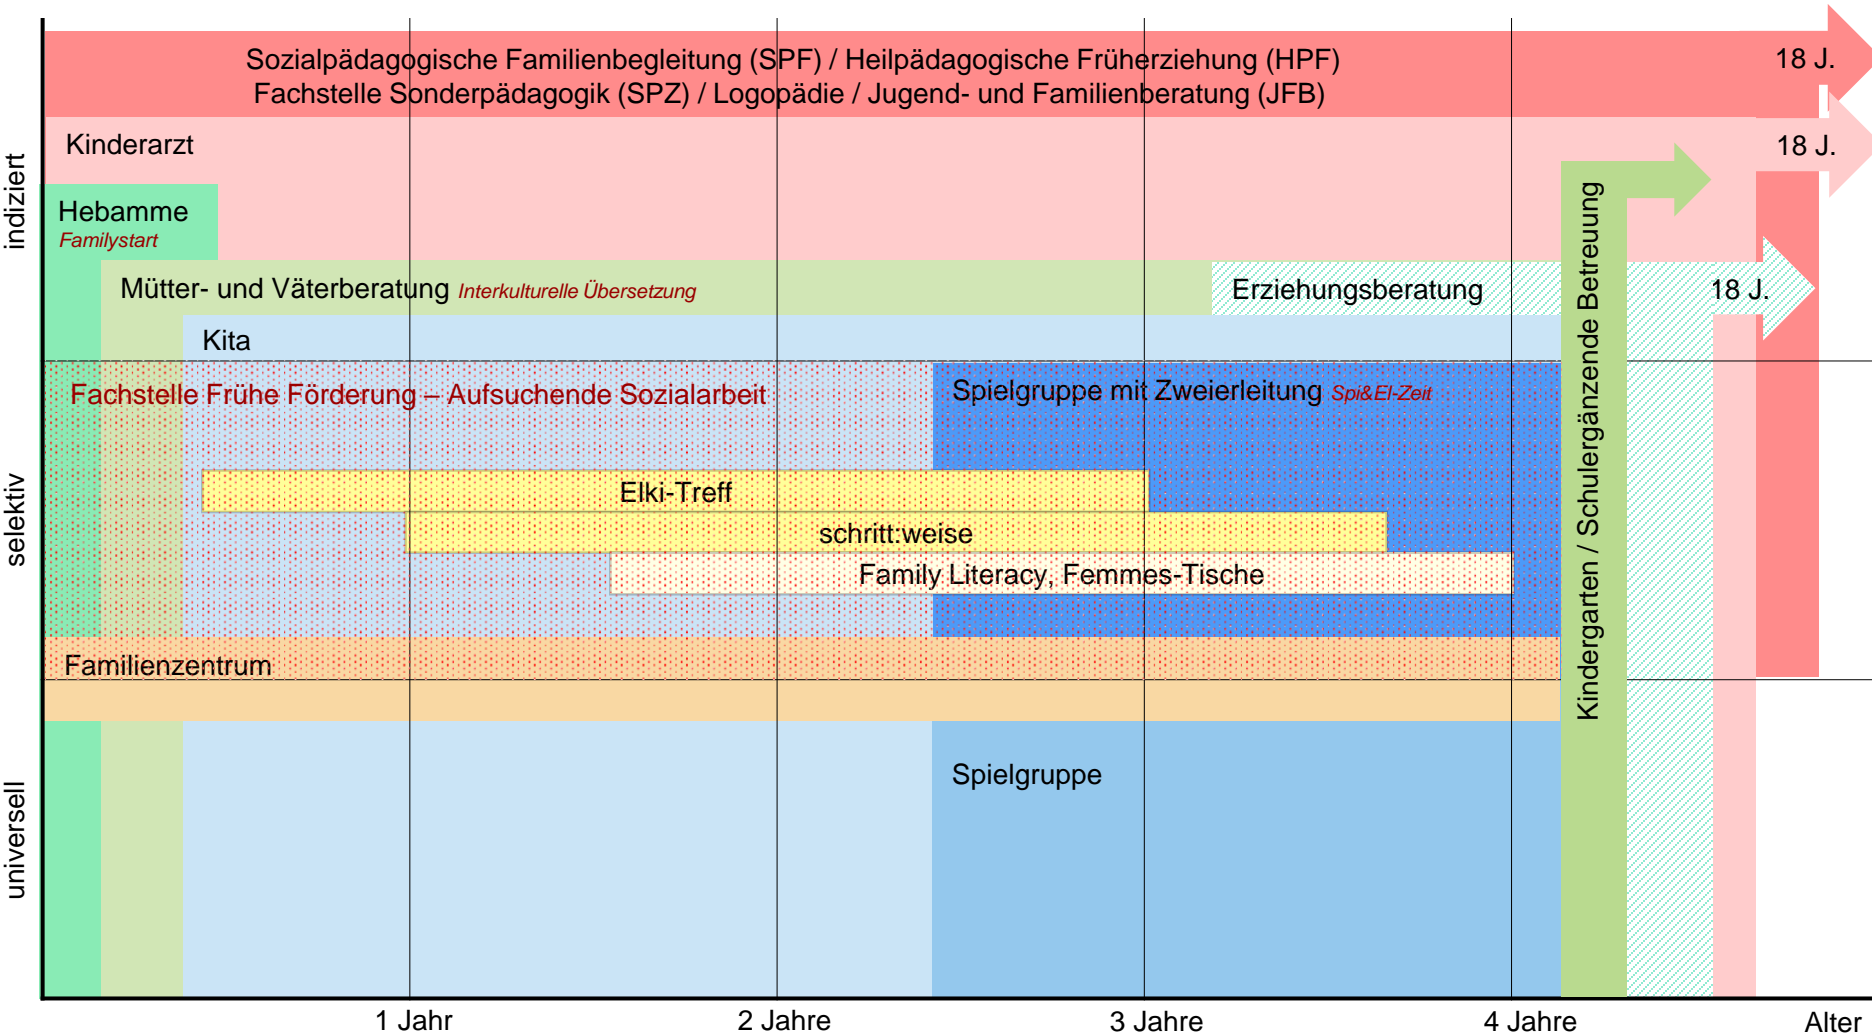 Sozialpädagogische Familienbegleitung (SPF) / Heilpädagogische Früherziehung (HPF)
18 J.
Fachstelle Sonderpädagogik (SPZ) / Logopädie / Jugend- und Familienberatung (JFB)
Kinderarzt
18 J.
indiziert
Hebamme
Familystart
Mütter- und Väterberatung Interkulturelle Übersetzung
Erziehungsberatung
18 J.
Kita
Kindergarten / Schulergänzende Betreuung
Fachstelle Frühe Förderung – Aufsuchende Sozialarbeit
Spielgruppe mit Zweierleitung Spi&El-Zeit
selektiv
Elki-Treff
schritt:weise
Family Literacy, Femmes-Tische
Familienzentrum
universell
Spielgruppe
1 Jahr
2 Jahre
3 Jahre
4 Jahre
Alter